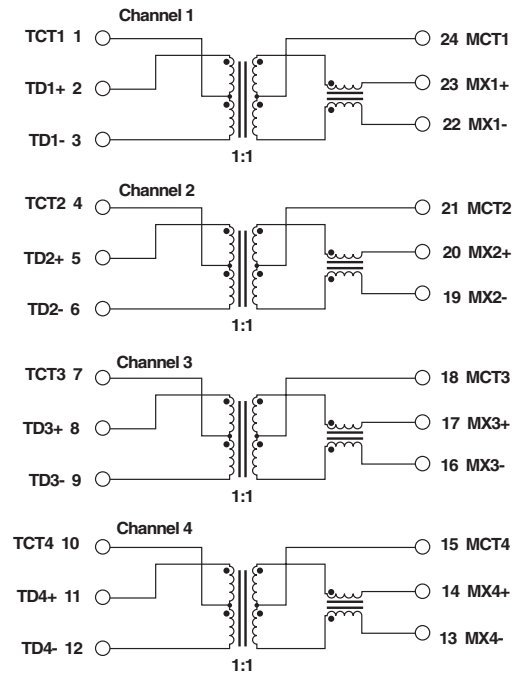 Channel 1
TCT1 1
24 MCT1
TD1+ 2
23 MX1+
22 MX1-
TD1- 3
1:1
Channel 2
TCT2 4
21 MCT2
TD2+ 5
20 MX2+
19 MX2-
TD2- 6
1:1
Channel 3
TCT3 7
18 MCT3
TD3+ 8
17 MX3+
16 MX3-
TD3- 9
1:1
Channel 4
TCT4 10
15 MCT4
TD4+ 11
14 MX4+
13 MX4-
TD4- 12
1:1